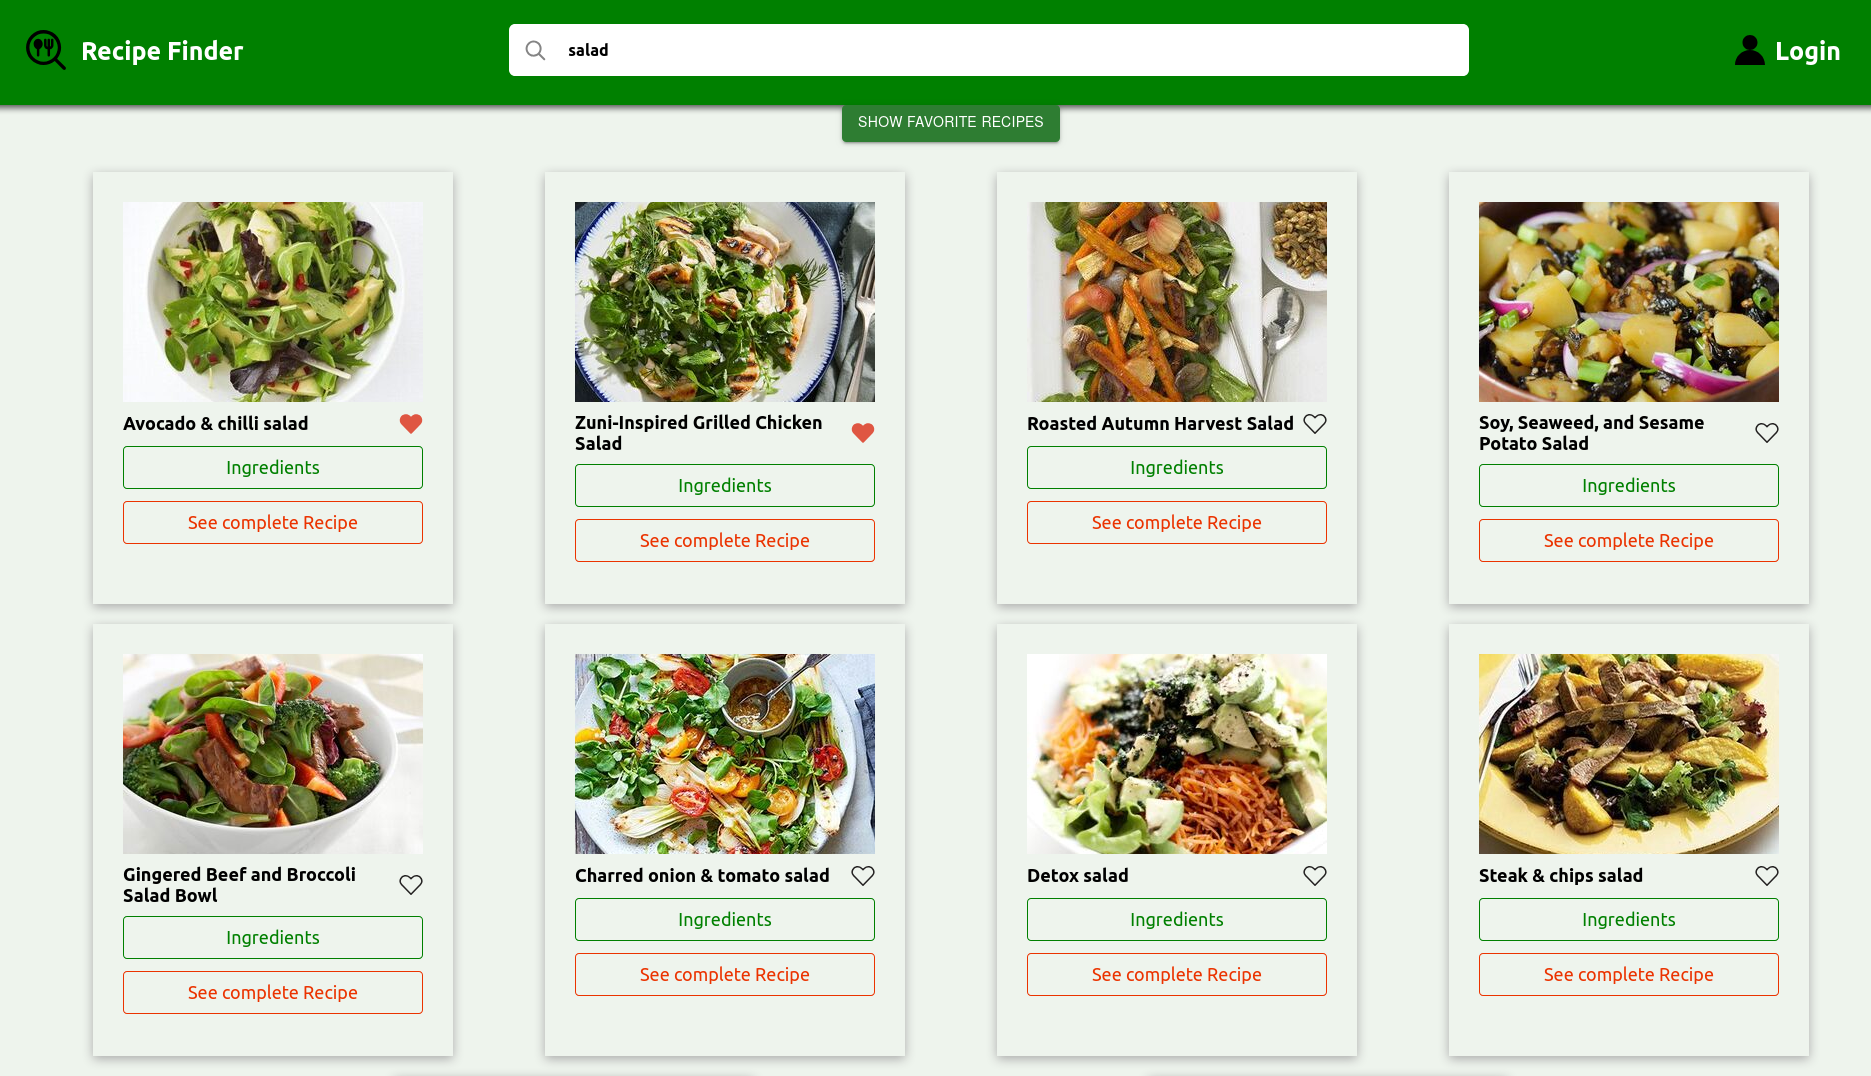 Recipe Finder
salad
Login
SHOW FAVORITE RECIPES
Avocado & chilli salad
Ingredients
See complete Recipe
Zuni-Inspired Grilled Chicken
Salad
Ingredients
See complete Recipe
Roasted Autumn Harvest Salad
Ingredients
See complete Recipe
Soy, Seaweed, and Sesame
Potato Salad
Ingredients
See complete Recipe
Gingered Beef and Broccoli
Salad Bowl
Ingredients
See complete Recipe
Charred onion & tomato salad
Ingredients
See complete Recipe
Detox salad
Ingredients
See complete Recipe
Steak & chips salad
Ingredients
See complete Recipe